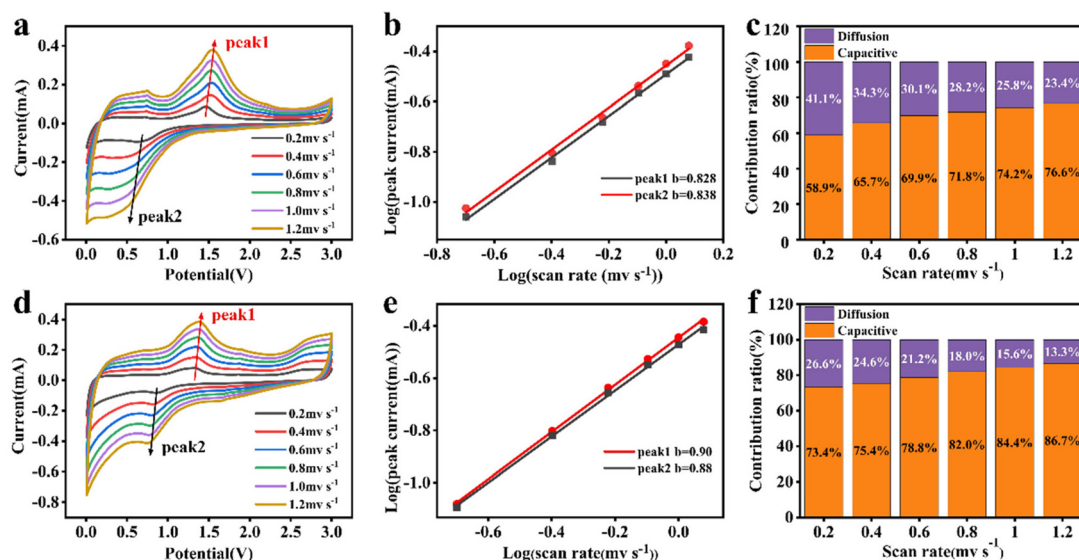 a
0.4
0.2
0.0
-0.2
-0.4
-0.6
Current(mA)
peak1
peak2
0.2mv s⁻¹
0.4mv s⁻¹
0.6mv s⁻¹
0.8mv s⁻¹
1.0mv s⁻¹
1.2mv s⁻¹
0.0 0.5 1.0 1.5 2.0 2.5 3.0
Potential(V)
b
-0.4
-0.6
-0.8
-1.0
Log(peak current(mA))
peak1 b=0.828
peak2 b=0.838
-0.8 -0.6 -0.4 -0.2 0.0 0.2
Log(scan rate (mv s⁻¹))
c
Diffusion
Capacitive
120
100
80
60
40
20
0
Contribution ratio(%)
41.1% 34.3% 30.1% 28.2% 25.8% 23.4%
58.9% 65.7% 69.9% 71.8% 74.2% 76.6%
0.2 0.4 0.6 0.8 1 1.2
Scan rate(mv s⁻¹)
d
0.4
0.2
0.0
-0.2
-0.4
-0.6
-0.8
Current(mA)
peak1
peak2
0.2mv s⁻¹
0.4mv s⁻¹
0.6mv s⁻¹
0.8mv s⁻¹
1.0mv s⁻¹
1.2mv s⁻¹
0.0 0.5 1.0 1.5 2.0 2.5 3.0
Potential(V)
e
-0.4
-0.6
-0.8
-1.0
Log(peak current(mA))
peak1 b=0.90
peak2 b=0.88
-0.6 -0.4 -0.2 0.0
Log(scan rate(mv s⁻¹))
f
Diffusion
Capacitive
120
100
80
60
40
20
0
Contribution ratio(%)
26.6% 24.6% 21.2% 18.0% 15.6% 13.3%
73.4% 75.4% 78.8% 82.0% 84.4% 86.7%
0.2 0.4 0.6 0.8 1 1.2
Scan rate(mv s⁻¹)